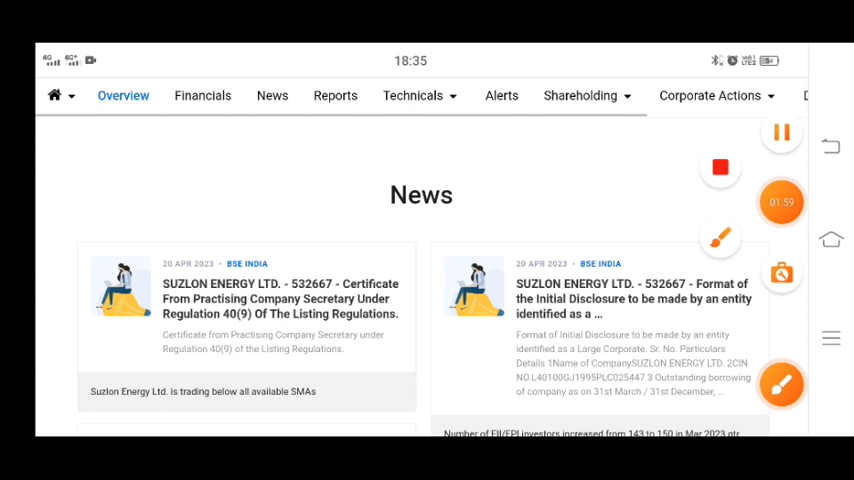 18:35
Overview Financials News Reports Technicals Alerts Shareholding Corporate Actions
01:59
News
20 APR 2023 • BSE INDIA
SUZLON ENERGY LTD. - 532667 - Certificate
From Practising Company Secretary Under
Regulation 40(9) Of The Listing Regulations.
Certificate from Practising Company Secretary under
Regulation 40(9) of the Listing Regulations.
Suzlon Energy Ltd. is trading below all available SMAs
20 APR 2023 • BSE INDIA
SUZLON ENERGY LTD. - 532667 - Format of
the Initial Disclosure to be made by an entity
identified as a ...
Format of Initial Disclosure to be made by an entity
identified as a Large Corporate. Sr. No. Particulars
Details 1Name of CompanySUZLON ENERGY LTD. 2CIN
NO.L40100GJ1995PLC025447 3 Outstanding borrowing
of company as on 31st March / 31st December, ...
Number of FII/FPI investors increased from 143 to 150 in Mar 2023 qtr